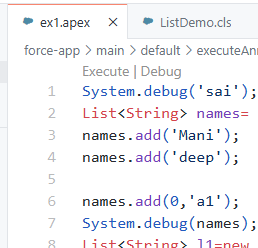 ex1.apex ListDemo.cls
force-app > main > default > executeAn
Execute | Debug
1 System.debug('sai');
2 List<String> names=
3 names.add('Mani');
4 names.add('deep');
5
6 names.add(0,'a1');
7 System.debug(names);
8 List<String> l1=new